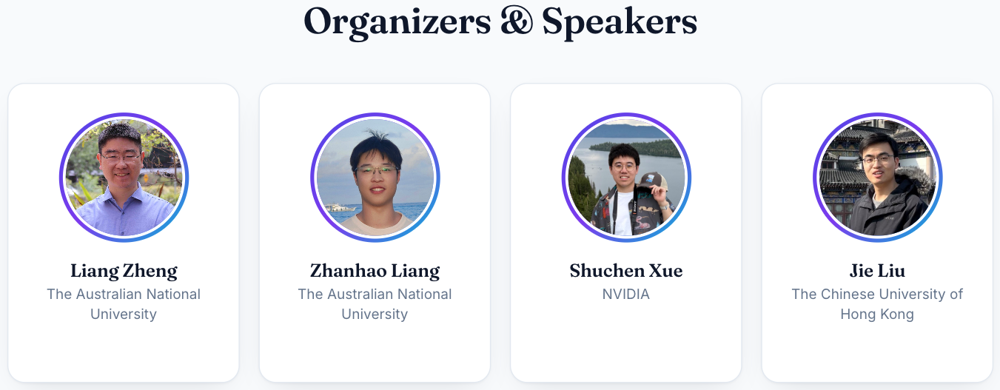 Organizers & Speakers
Liang Zheng
The Australian National
University
Zhanhao Liang
The Australian National
University
Shuchen Xue
NVIDIA
Jie Liu
The Chinese University of
Hong Kong